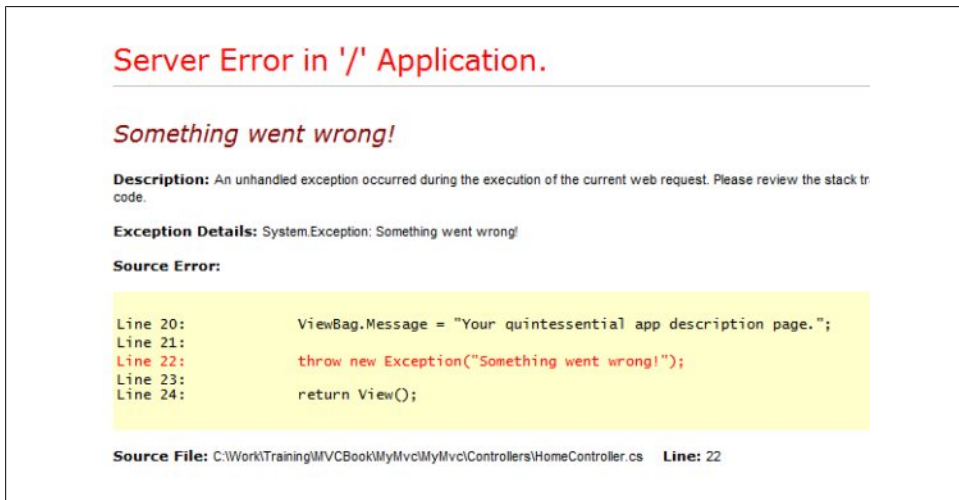 Server Error in '/' Application.
Something went wrong!
Description: An unhandled exception occurred during the execution of the current web request. Please review the stack
code.
Exception Details: System.Exception: Something went wrong!
Source Error:
Line 20: ViewBag.Message = "Your quintessential app description page.";
Line 21:
Line 22: throw new Exception("Something went wrong!");
Line 23:
Line 24: return View();
Source File: C:\Work\Training\MVCBook\MyMvc\MyMvc\Controllers\HomeController.cs Line: 22